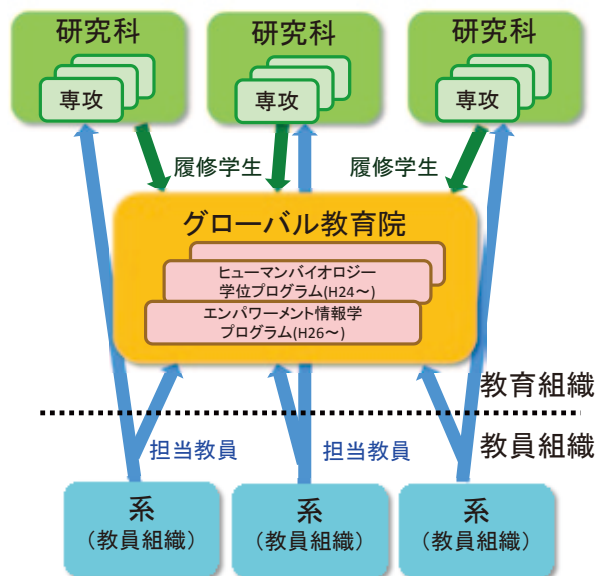 研究科
研究科
研究科
専攻
専攻
専攻
履修学生
履修学生
グローバル教育院
ヒューマンバイオロジー
学位プログラム(H24～)
エンパワーメント情報学
プログラム(H26～)
教育組織
教員組織
担当教員
担当教員
系
(教員組織)
系
(教員組織)
系
(教員組織)